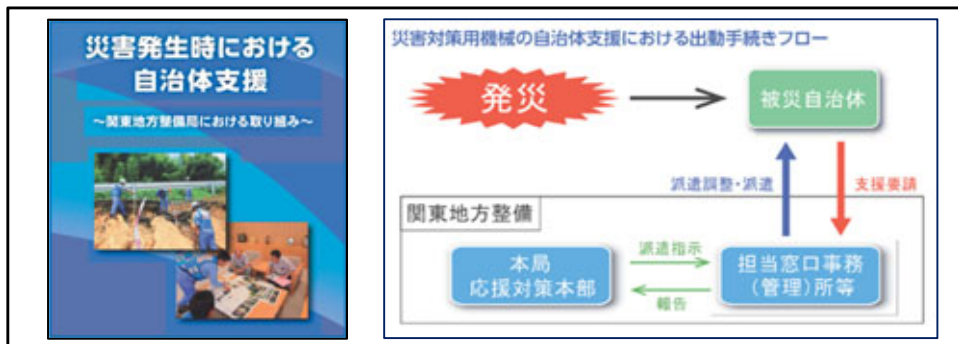 災害発生時における
自治体支援
～関東地方整備局における取り組み～
災害対策用機械の自治体支援における出動手続きフロー
発災
被災自治体
派遣調整・派遣
支援要請
関東地方整備
本局
応援対策本部
派遣指示
報告
担当窓口事務
(管理)所等